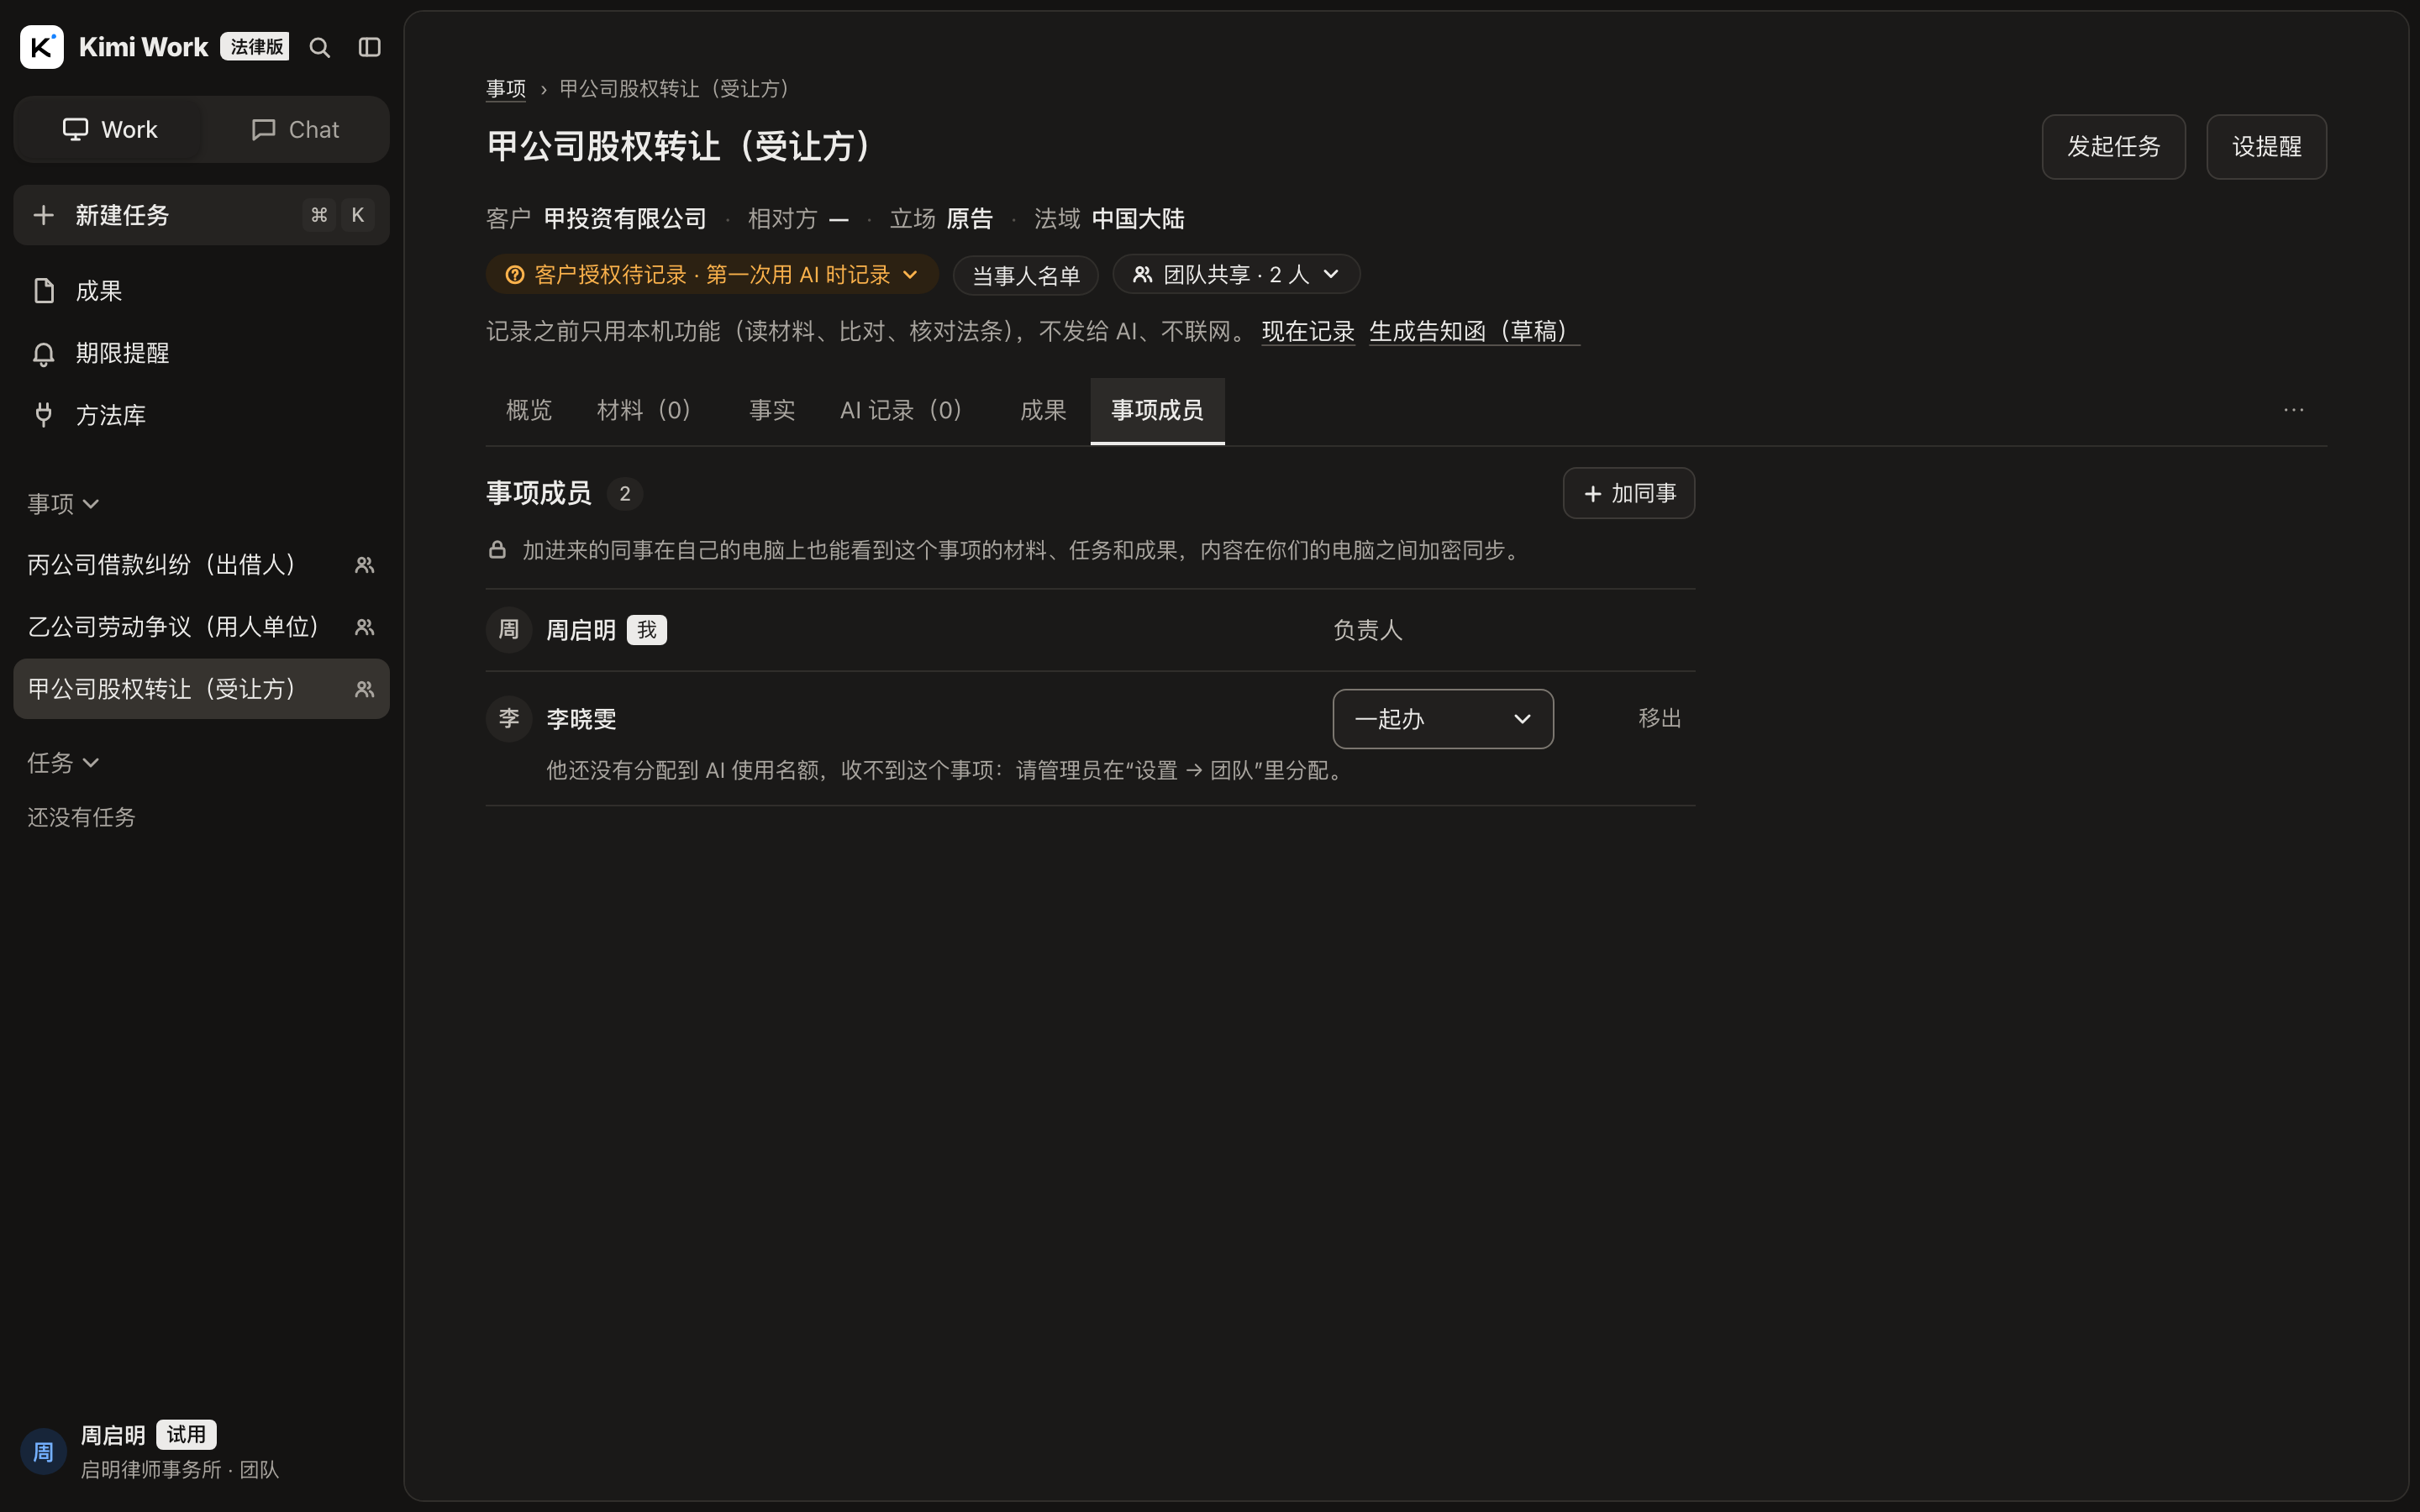 Kimi Work 法律版
Work Chat
新建任务 ⌘ K
成果
期限提醒
方法库
事项
丙公司借款纠纷（出借人）
乙公司劳动争议（用人单位）
甲公司股权转让（受让方）
任务
还没有任务
周 周启明 试用
启明律师事务所 · 团队
事项 › 甲公司股权转让（受让方）
甲公司股权转让（受让方）
发起任务 设提醒
客户 甲投资有限公司 · 相对方 — · 立场 原告 · 法域 中国大陆
客户授权待记录 · 第一次用 AI 时记录 当事人名单 团队共享 · 2 人
记录之前只用本机功能（读材料、比对、核对法条），不发给 AI、不联网。 现在记录 生成告知函（草稿）
概览 材料（0） 事实 AI 记录（0） 成果 事项成员 ···
事项成员 2 加同事
加进来的同事在自己的电脑上也能看到这个事项的材料、任务和成果，内容在你们的电脑之间加密同步。
周 周启明 我 负责人
李 李晓雯 一起办 移出
他还没有分配到 AI 使用名额，收不到这个事项：请管理员在“设置 → 团队”里分配。